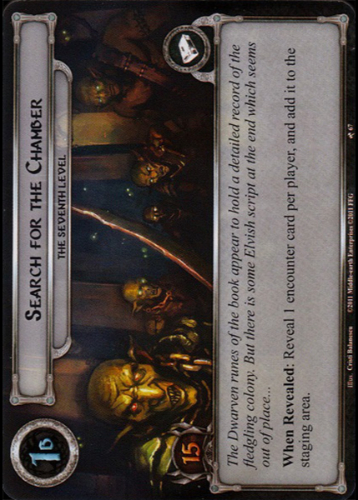 1B
SEARCH FOR THE CHAMBER
THE SEVENTH LEVEL
15
The Dwarven runes of the book appear to hold a detailed record of the
fledgling colony. But there is some Elvish script at the end which seems
out of place...
When Revealed: Reveal 1 encounter card per player, and add it to the
staging area.
Illus. Cristi Balanescu ©2011 Middle-earth Enterprises ©2011 FFG 67